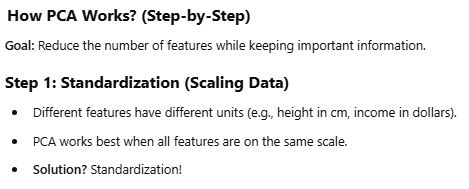 How PCA Works? (Step-by-Step)
Goal: Reduce the number of features while keeping important information.
Step 1: Standardization (Scaling Data)
• Different features have different units (e.g., height in cm, income in dollars).
• PCA works best when all features are on the same scale.
• Solution? Standardization!